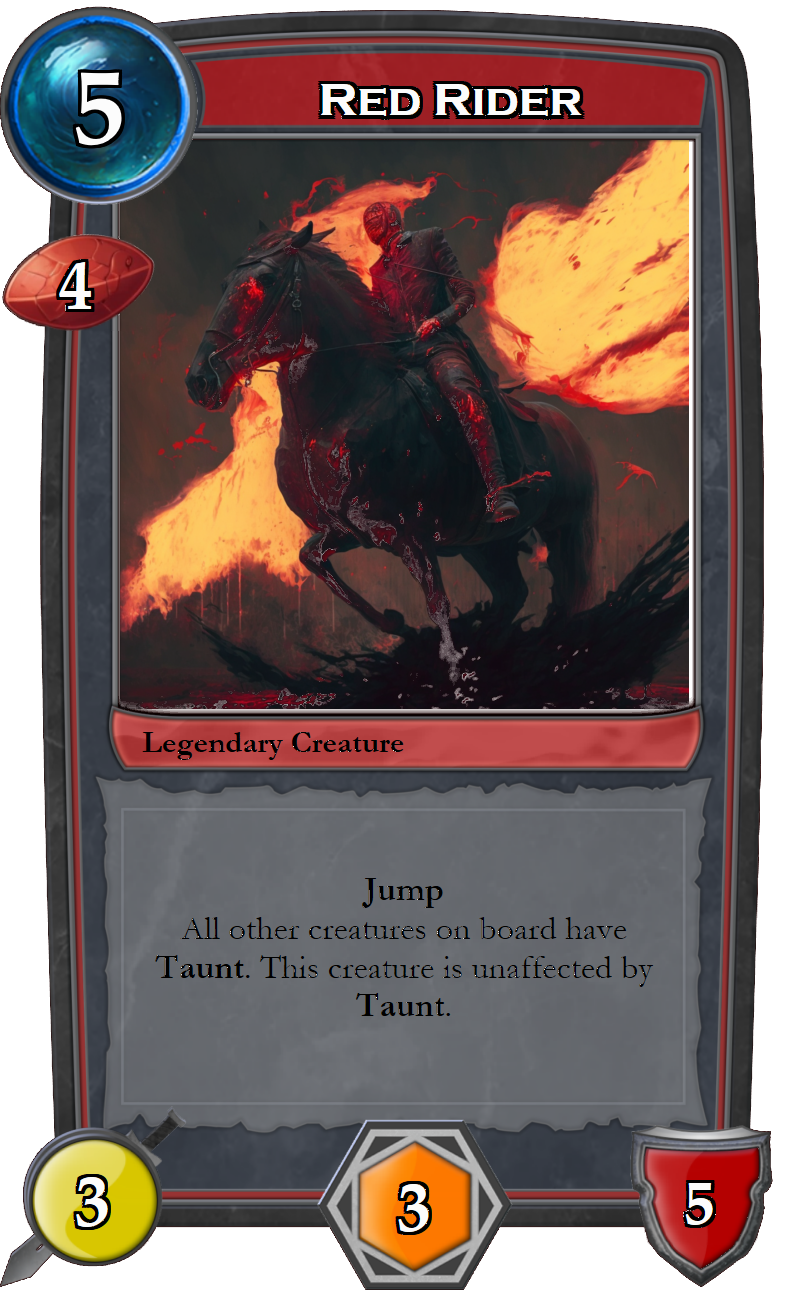 5
RED RIDER
4
Legendary Creature
Jump
All other creatures on board have
Taunt. This creature is unaffected by
Taunt.
3
3
5